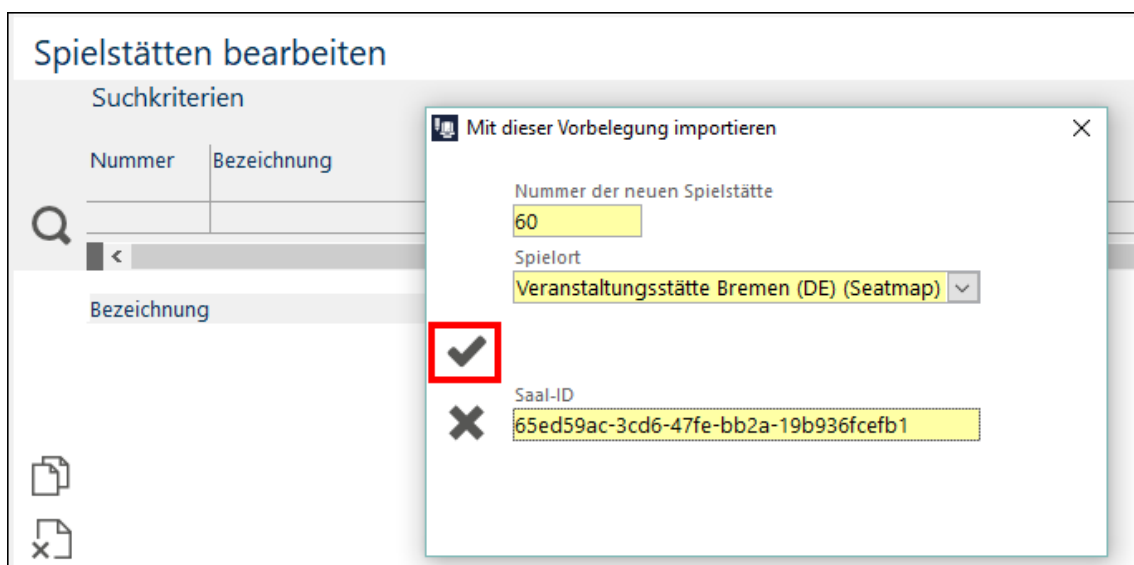 Spielstätten bearbeiten
Suchkriterien
Nummer
Bezeichnung
Bezeichnung
Mit dieser Vorbelegung importieren
Nummer der neuen Spielstätte
60
Spielort
Veranstaltungsstätte Bremen (DE) (Seatmap)
Saal-ID
65ed59ac-3cd6-47fe-bb2a-19b936fcefb1